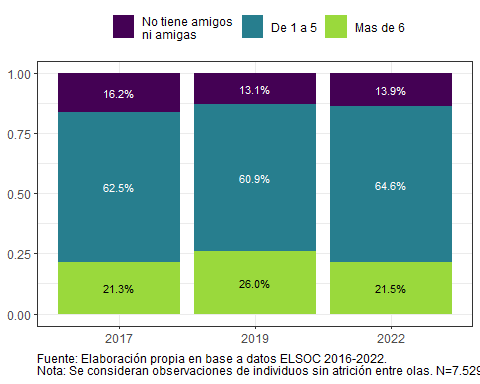 No tiene amigos
ni amigas
De 1 a 5
Mas de 6
1.00
0.75
0.50
0.25
0.00
16.2%
13.1%
13.9%
62.5%
60.9%
64.6%
21.3%
26.0%
21.5%
2017
2019
2022
Fuente: Elaboración propia en base a datos ELSOC 2016-2022.
Nota: Se consideran observaciones de individuos sin atrición entre olas. N=7.529